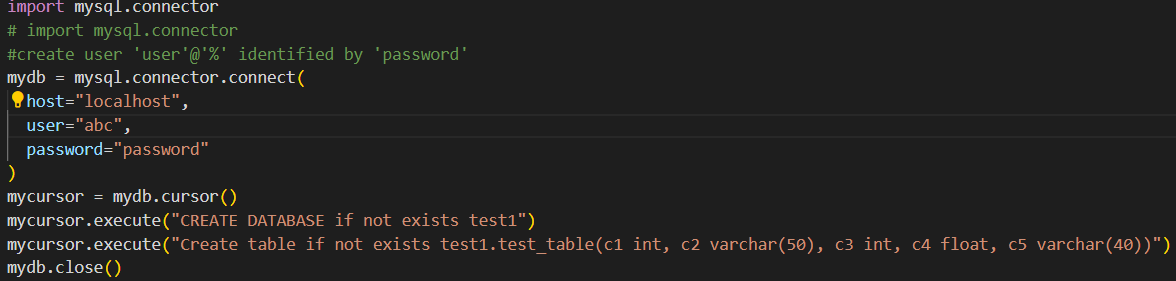 import mysql.connector
# import mysql.connector
#create user 'user'@'%' identified by 'password'
mydb = mysql.connector.connect(
host="localhost",
user="abc",
password="password"
)
mycursor = mydb.cursor()
mycursor.execute("CREATE DATABASE if not exists test1")
mycursor.execute("Create table if not exists test1.test_table(c1 int, c2 varchar(50), c3 int, c4 float, c5 varchar(40))")
mydb.close()